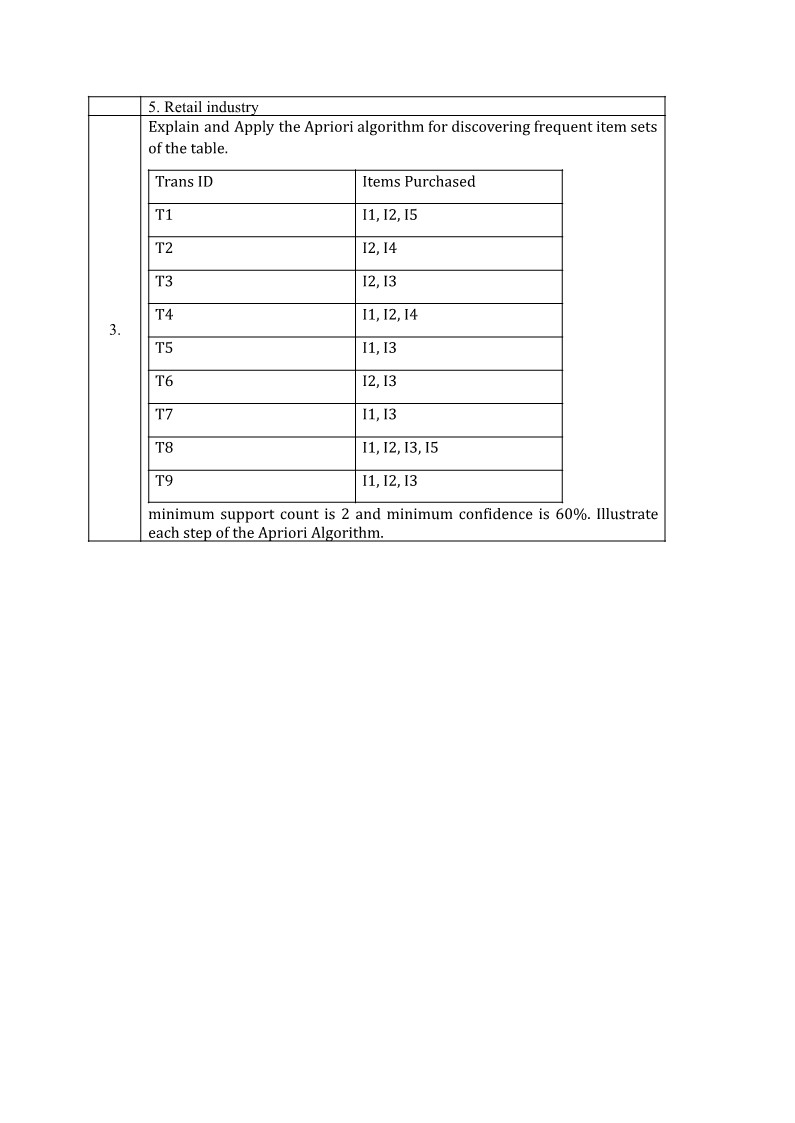 5. Retail industry
Explain and Apply the Apriori algorithm for discovering frequent item sets
of the table.
Trans ID Items Purchased
T1 I1, I2, I5
T2 I2, I4
T3 I2, I3
T4 I1, I2, I4
3.
T5 I1, I3
T6 I2, I3
T7 I1, I3
T8 I1, I2, I3, I5
T9 I1, I2, I3
minimum support count is 2 and minimum confidence is 60%. Illustrate
each step of the Apriori Algorithm.